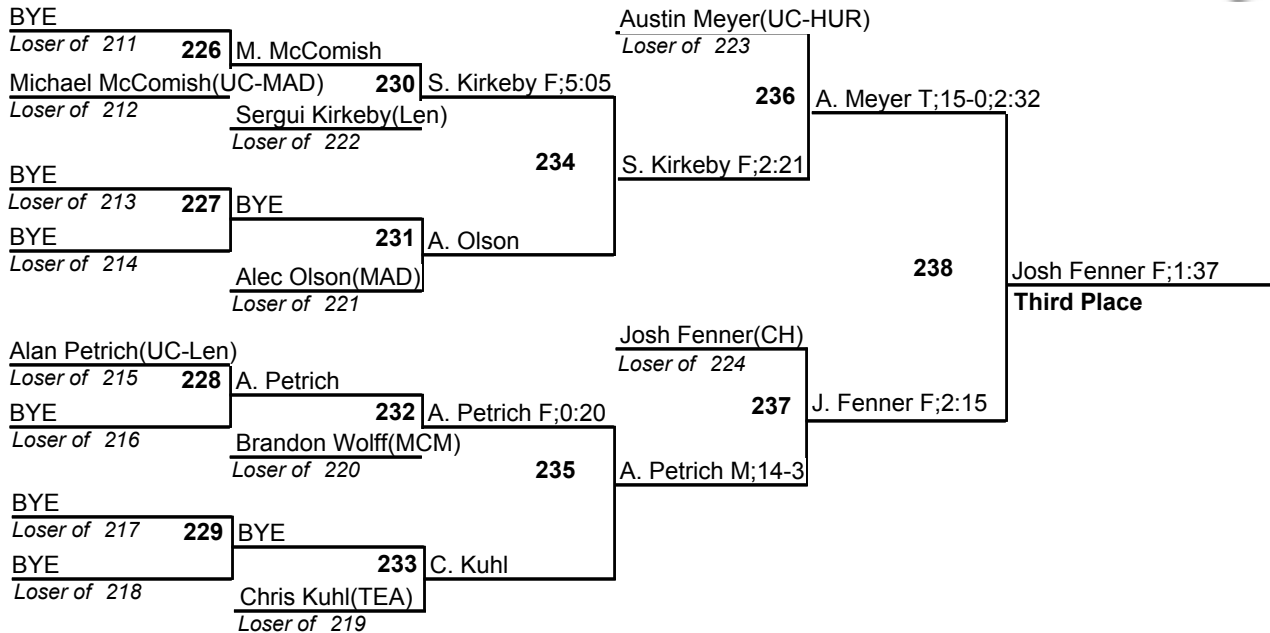 BYE
Loser of 211
226
M. McComish
Michael McComish(UC-MAD)
Loser of 212
230
S. Kirkeby F;5:05
Sergui Kirkeby(Len)
Loser of 222
BYE
Loser of 213
227
BYE
BYE
Loser of 214
231
A. Olson
Alec Olson(MAD)
Loser of 221
234
Austin Meyer(UC-HUR)
Loser of 223
236
A. Meyer T;15-0;2:32
S. Kirkeby F;2:21
238
Josh Fenner F;1:37
Third Place
Alan Petrich(UC-Len)
Loser of 215
228
A. Petrich
BYE
Loser of 216
232
A. Petrich F;0:20
Brandon Wolff(MCM)
Loser of 220
235
Josh Fenner(CH)
Loser of 224
237
J. Fenner F;2:15
A. Petrich M;14-3
BYE
Loser of 217
229
BYE
BYE
Loser of 218
233
C. Kuhl
Chris Kuhl(TEA)
Loser of 219